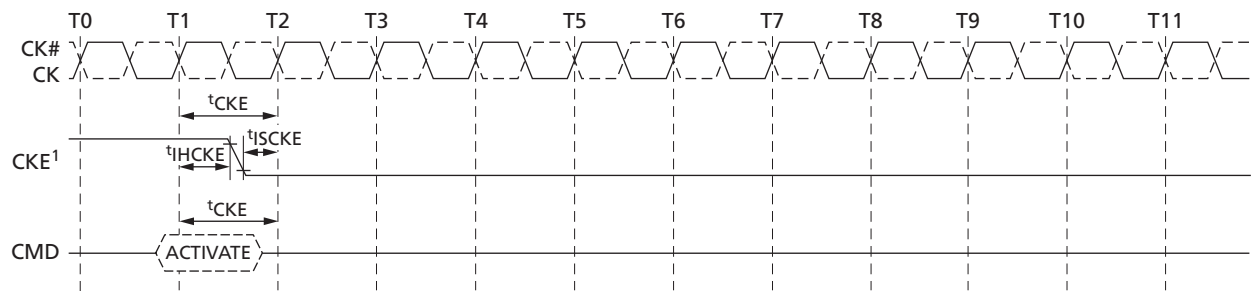 T0 T1 T2 T3 T4 T5 T6 T7 T8 T9 T10 T11
CK#
CK
tCKE
tISCKE
CKE1
tIHCKE
tCKE
CMD
ACTIVATE